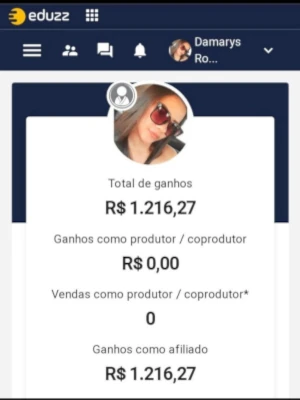 eduzz
Damarys
Ro...
Total de ganhos
R$ 1.216,27
Ganhos como produtor / coprodutor
R$ 0,00
Vendas como produtor / coprodutor*
0
Ganhos como afiliado
R$ 1.216,27